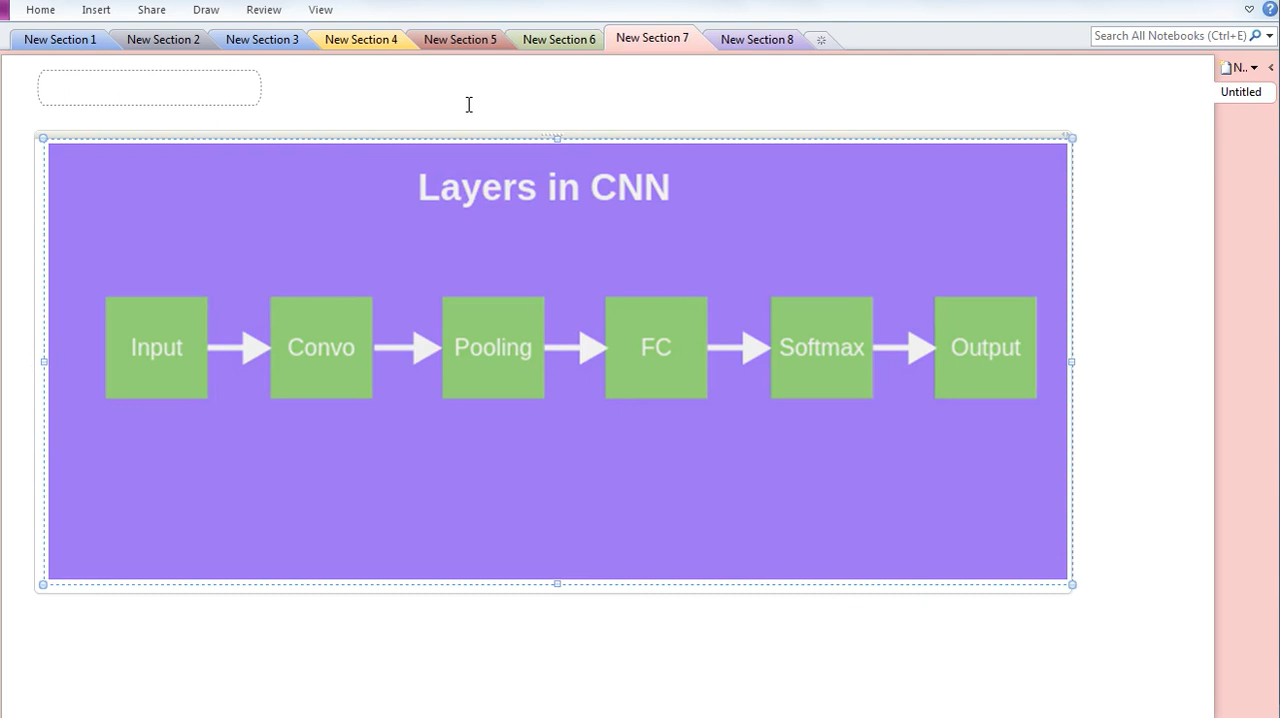 Home Insert Share Draw Review View
New Section 1 New Section 2 New Section 3 New Section 4 New Section 5 New Section 6 New Section 7 New Section 8
Search All Notebooks (Ctrl+E)
N..
Untitled
Layers in CNN
Input Convo Pooling FC Softmax Output